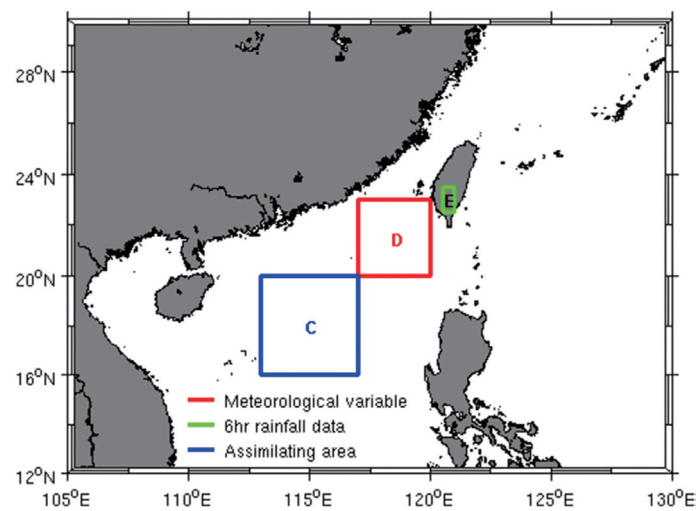 28°N
24°N
20°N
16°N
12°N
E
D
C
Meteorological variable
6hr rainfall data
Assimilating area
105°E 110°E 115°E 120°E 125°E 130°E